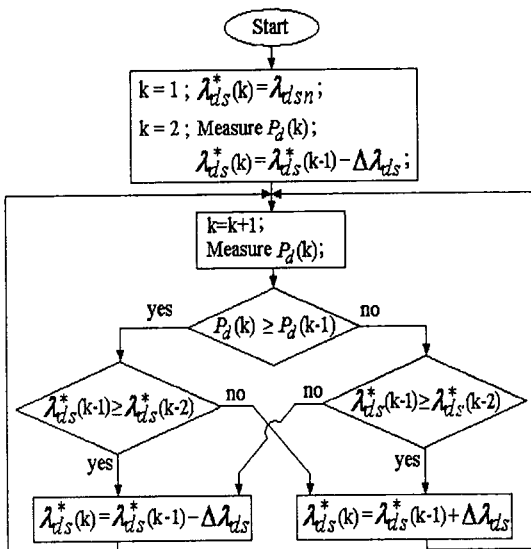 Start
k = 1 ; λ*ds(k)=λdsn;
k = 2 ; Measure Pd(k);
λ*ds(k)=λ*ds(k-1)−Δλds;
k=k+1;
Measure Pd(k);
yes
Pd(k) ≥ Pd(k-1)
no
λ*ds(k-1)≥λ*ds(k-2)
no
no
λ*ds(k-1)≥λ*ds(k-2)
yes
yes
λ*ds(k)=λ*ds(k-1)−Δλds
λ*ds(k)=λ*ds(k-1)+Δλds